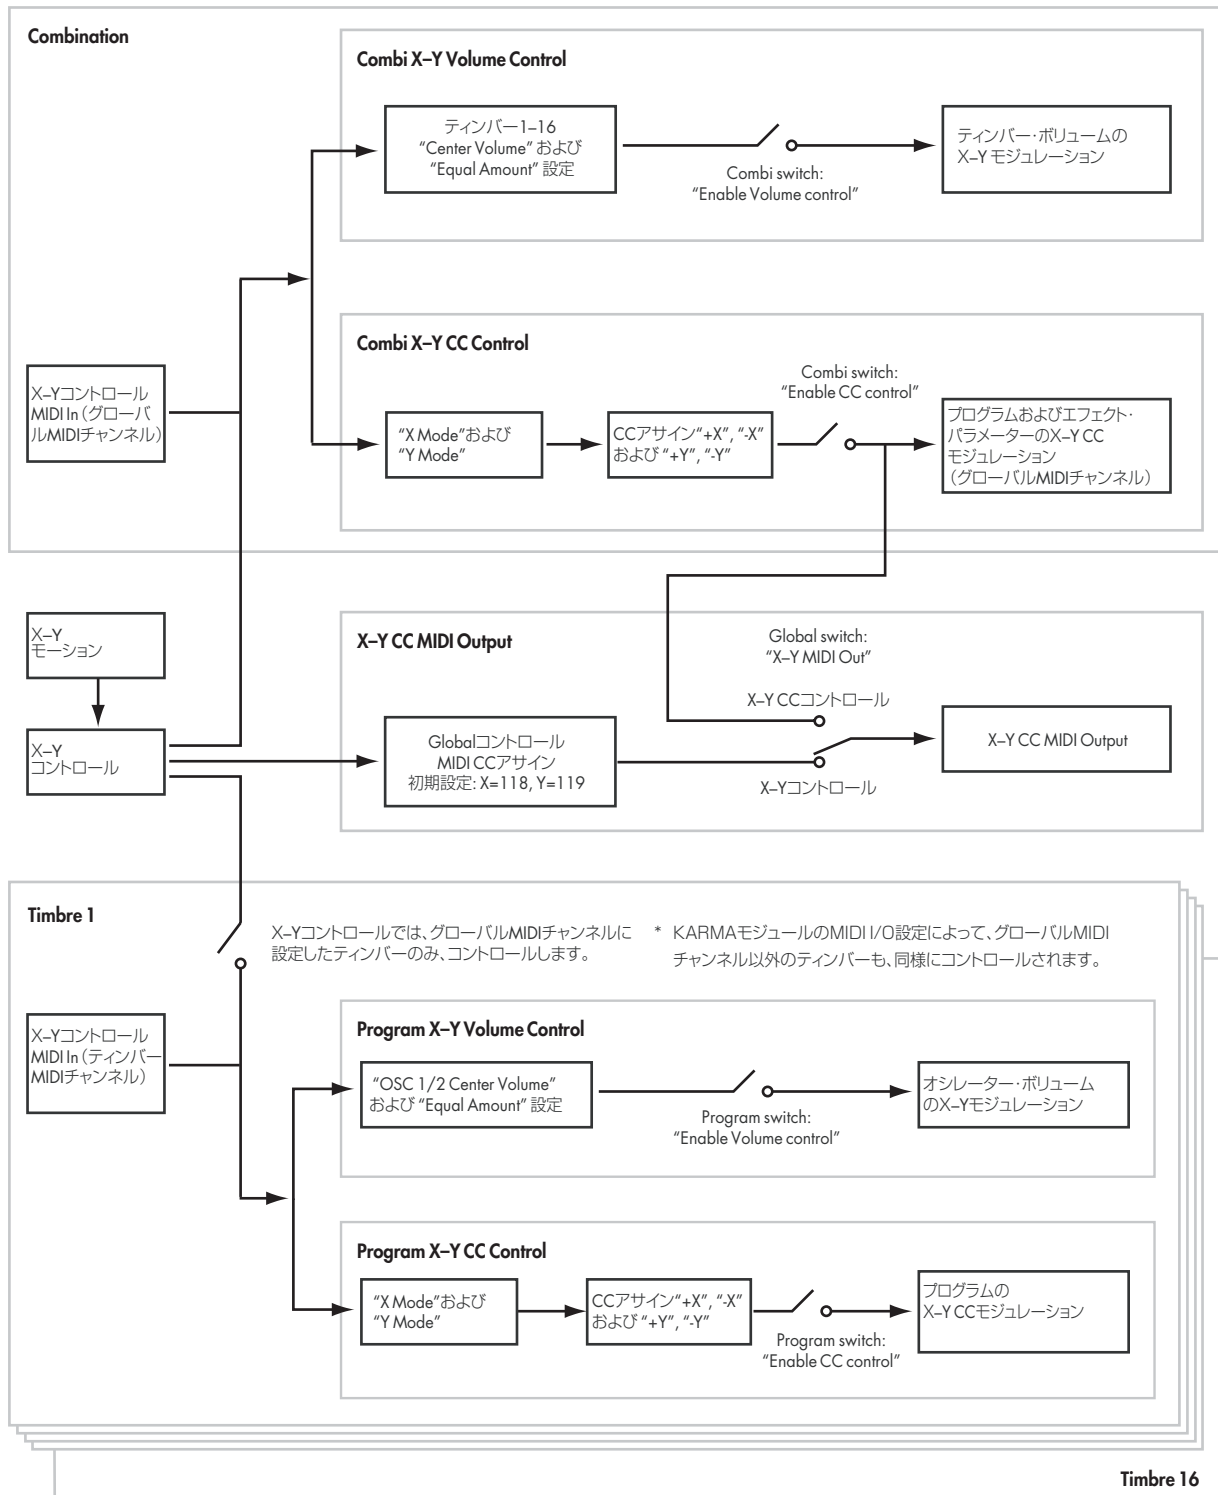 Combination
Combi X–Y Volume Control
ティンバー1–16
“Center Volume” および
“Equal Amount” 設定
Combi switch:
“Enable Volume control”
ティンバー・ボリュームの
X–Y モジュレーション
Combi X–Y CC Control
X–Yコントロール
MIDI In（グローバ
ルMIDIチャンネル）
“X Mode”および
“Y Mode”
CCアサイン“+X”, “-X”
および “+Y”, “-Y”
Combi switch:
“Enable CC control”
プログラムおよびエフェクト・
パラメーターのX–Y CC
モジュレーション
（グローバルMIDIチャンネル）
X–Y
モーション
X–Y
コントロール
X–Y CC MIDI Output
Globalコントロール
MIDI CCアサイン
初期設定: X=118, Y=119
Global switch:
“X–Y MIDI Out”
X–Y CCコントロール
X–Yコントロール
X–Y CC MIDI Output
Timbre 1
X–Yコントロールでは、グローバルMIDIチャンネルに
設定したティンバーのみ、コントロールします。
* KARMAモジュールのMIDI I/O設定によって、グローバルMIDI
チャンネル以外のティンバーも、同様にコントロールされます。
X–Yコントロール
MIDI In（ティンバー
MIDIチャンネル）
Program X–Y Volume Control
“OSC 1/2 Center Volume”
および “Equal Amount” 設定
Program switch:
“Enable Volume control”
オシレーター・ボリューム
のX–Yモジュレーション
Program X–Y CC Control
“X Mode”および
“Y Mode”
CCアサイン“+X”, “-X”
および “+Y”, “-Y”
Program switch:
“Enable CC control”
プログラムの
X–Y CCモジュレーション
Timbre 16